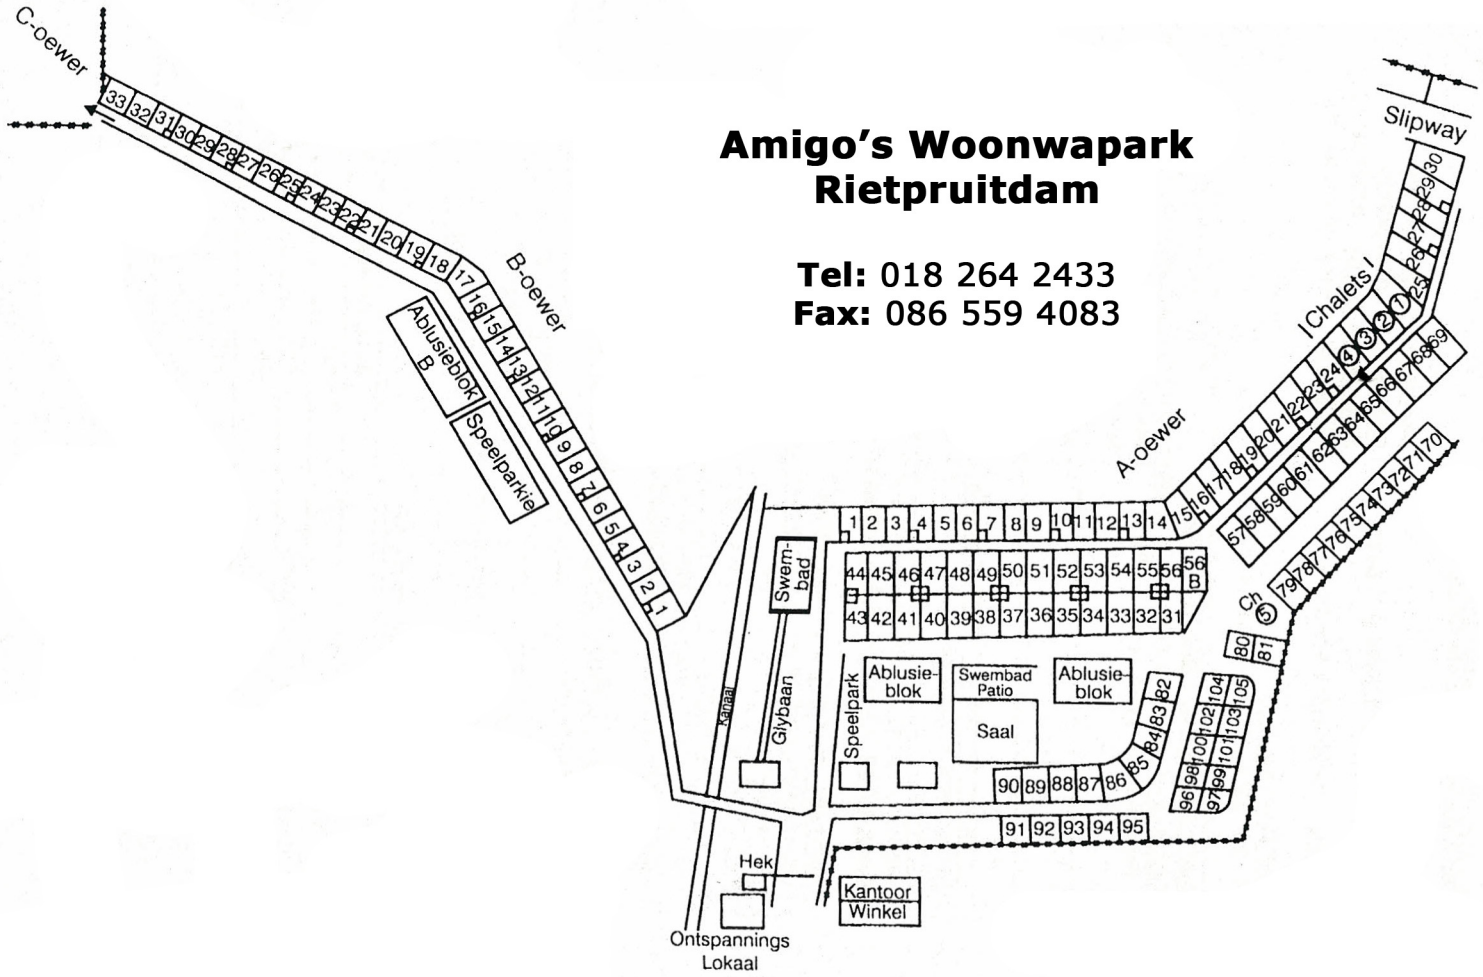 C-oewer
Amigo's Woonwapark
Rietpruitdam
Tel: 018 264 2433
Fax: 086 559 4083
Slipway
33 32 31 30 29 28 27 26 25 24 23 22 21 20 19 18 17 16 15 14 13 12 11 10 9 8 7 6 5 4 3 2 1
B-oewer
Ablusieblok
B
Speelparkie
30 29 28 27 26 25
I Chalets I
1 2 3 4
24 23 22 21 20 19 18 17 16 15
A-oewer
69 68 67 66 65 64 63 62 61 60 59 58 57
70 71 72 73 74 75 76 77 78 79
1 2 3 4 5 6 7 8 9 10 11 12 13 14
44 45 46 47 48 49 50 51 52 53 54 55 56 56
B
43 42 41 40 39 38 37 36 35 34 33 32 31
Swem-
bad
Glybaan
Kanaal
Speelpark
Ablusie-
blok
Swembad
Patio
Saal
Ablusie-
blok
Ch
5
80 81
82 83 84 85 86 87 88 89 90
104 105
102 103
100 101
98 99
96 97
91 92 93 94 95
Hek
Kantoor
Winkel
Ontspannings
Lokaal